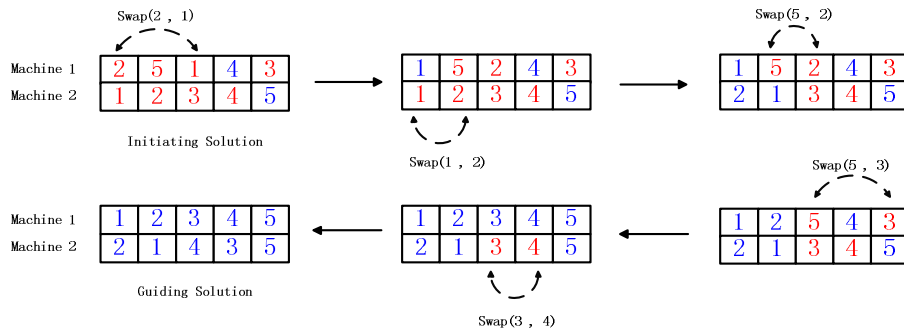 Swap(2 , 1)
Swap(5 , 2)
Machine 1 2 5 1 4 3 1 5 2 4 3 1 5 2 4 3
Machine 2 1 2 3 4 5 1 2 3 4 5 2 1 3 4 5
Initiating Solution
Swap(1 , 2)
Swap(5 , 3)
Machine 1 1 2 3 4 5 1 2 3 4 5 1 2 5 4 3
Machine 2 2 1 4 3 5 2 1 3 4 5 2 1 3 4 5
Guiding Solution
Swap(3 , 4)